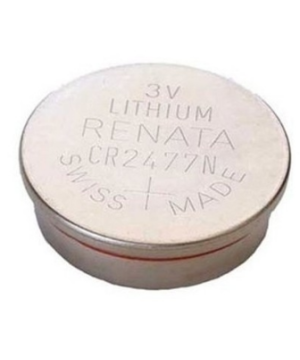 3V
LITHIUM
RENATA
CR2477N
SWISS MADE
+